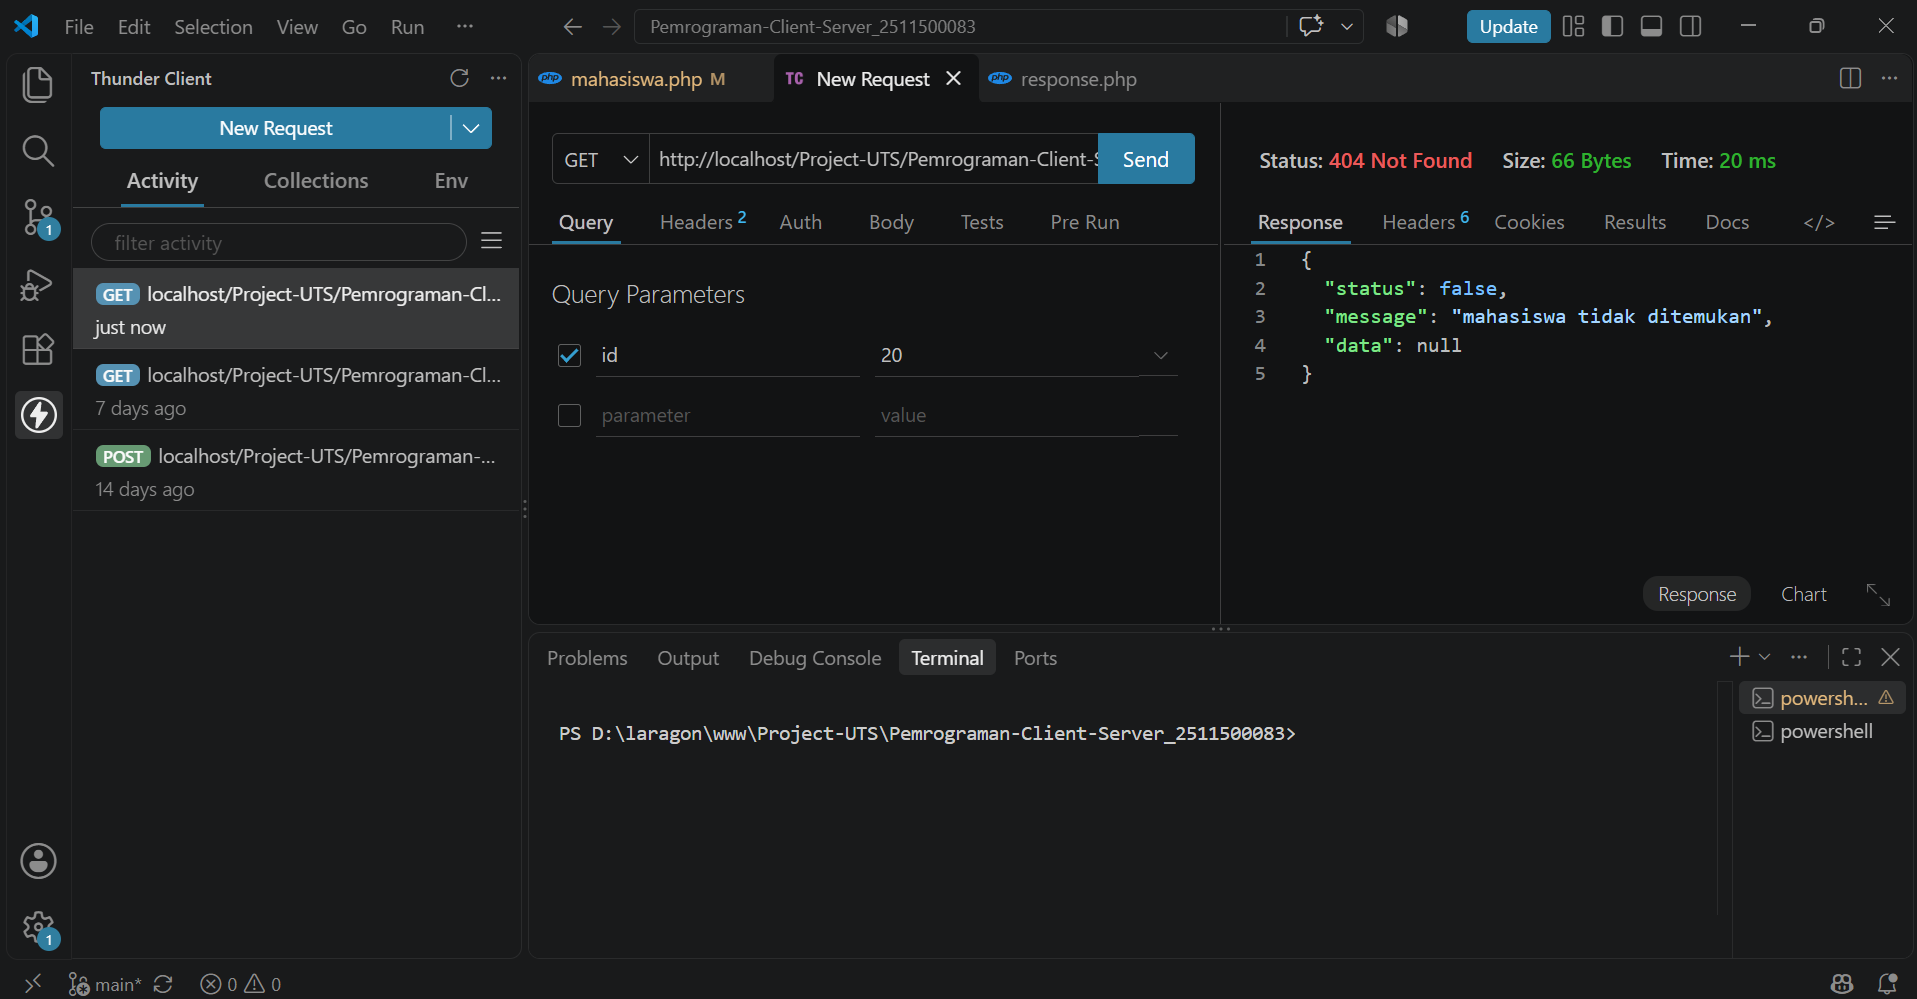 File Edit Selection View Go Run ···
Pemrograman-Client-Server_2511500083
Update
Thunder Client
New Request
Activity Collections Env
filter activity
GET localhost/Project-UTS/Pemrograman-Cl...
just now
GET localhost/Project-UTS/Pemrograman-Cl...
7 days ago
POST localhost/Project-UTS/Pemrograman-...
14 days ago
php mahasiswa.php M
TC New Request
php response.php
GET http://localhost/Project-UTS/Pemrograman-Client-S
Send
Query Headers 2 Auth Body Tests Pre Run
Query Parameters
id 20
parameter value
Status: 404 Not Found Size: 66 Bytes Time: 20 ms
Response Headers 6 Cookies Results Docs </>
1 {
2 "status": false,
3 "message": "mahasiswa tidak ditemukan",
4 "data": null
5 }
Response Chart
Problems Output Debug Console Terminal Ports
PS D:\laragon\www\Project-UTS\Pemrograman-Client-Server_2511500083>
powersh...
powershell
1
1
main* 0 0